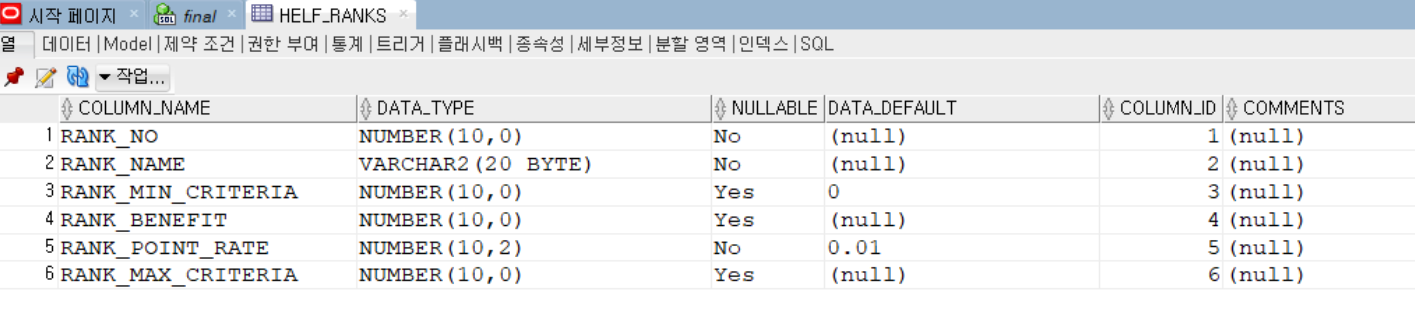 시작 페이지 × final × HELF_RANKS ×
열 데이터 |Model |제약 조건 |권한 부여 |통계 |트리거 |플래시백 |종속성 |세부정보 |분할 영역 |인덱스 |SQL
작업...
COLUMN_NAME DATA_TYPE NULLABLE DATA_DEFAULT COLUMN_ID COMMENTS
1 RANK_NO NUMBER(10,0) No (null) 1 (null)
2 RANK_NAME VARCHAR2(20 BYTE) No (null) 2 (null)
3 RANK_MIN_CRITERIA NUMBER(10,0) Yes 0 3 (null)
4 RANK_BENEFIT NUMBER(10,0) Yes (null) 4 (null)
5 RANK_POINT_RATE NUMBER(10,2) No 0.01 5 (null)
6 RANK_MAX_CRITERIA NUMBER(10,0) Yes (null) 6 (null)